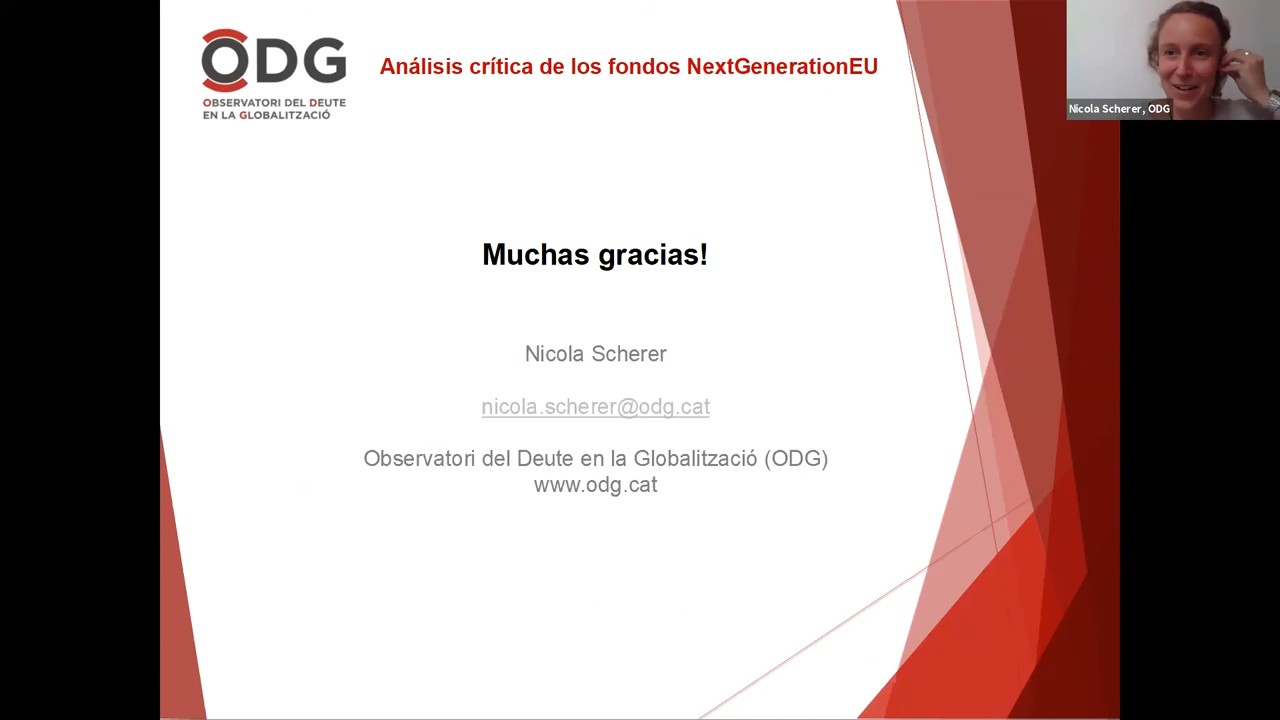 ODG
OBSERVATORI DEL DEUTE
EN LA GLOBALITZACIÓ
Análisis crítica de los fondos NextGenerationEU
Nicola Scherer, ODG
Muchas gracias!
Nicola Scherer
nicola.scherer@odg.cat
Observatori del Deute en la Globalització (ODG)
www.odg.cat